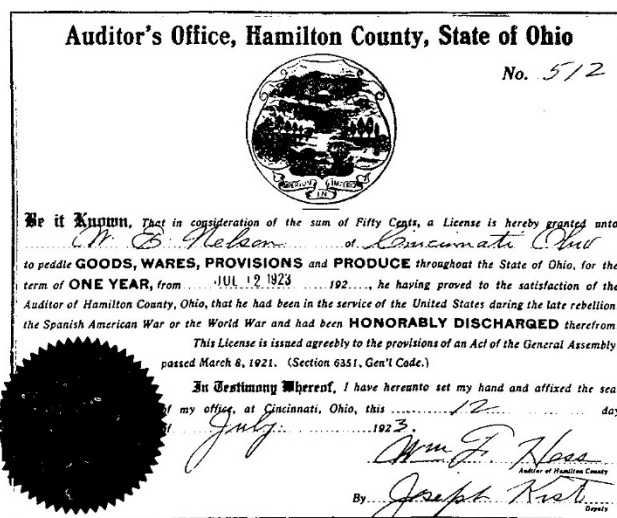 Auditor's Office, Hamilton County, State of Ohio
No. 512
IMPERIUM IN IMPERIO
Be it Known, That in consideration of the sum of Fifty Cents, a License is hereby granted unto
W. E. Nelson of Cincinnati Ohio
to peddle GOODS, WARES, PROVISIONS and PRODUCE throughout the State of Ohio, for the
term of ONE YEAR, from JUL 12 1923 192...., he having proved to the satisfaction of the
Auditor of Hamilton County, Ohio, that he had been in the service of the United States during the late rebellion
the Spanish American War or the World War and had been HONORABLY DISCHARGED therefrom
This License is issued agreebly to the provisions of an Act of the General Assembly
passed March 8, 1921. (Section 6351, Gen'l Code.)
In Testimony Whereof, I have hereunto set my hand and affixed the sea
of my office, at Cincinnati, Ohio, this 12 day
of July 1923.
Wm F. Hess
Auditor of Hamilton County
By Joseph Kist
Deputy